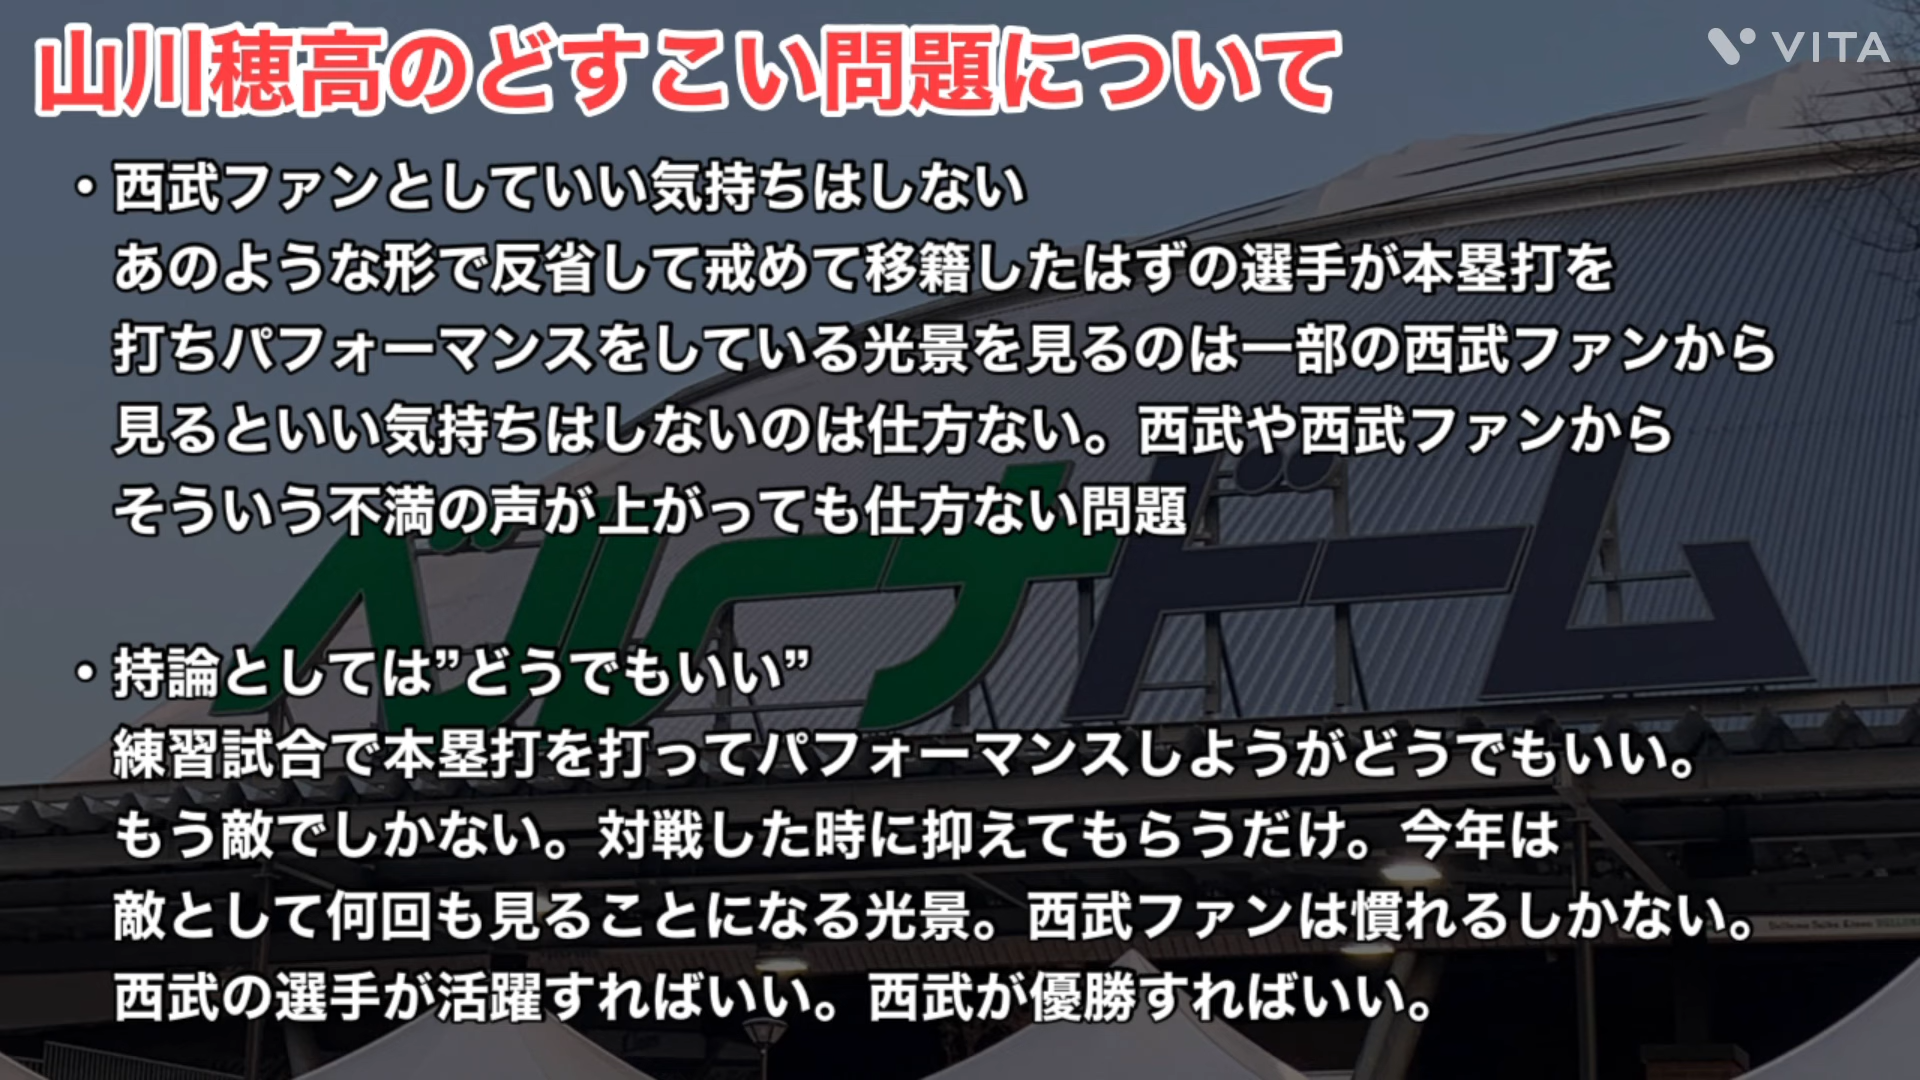 山川穂高のどすこい問題について
VITA
・西武ファンとしていい気持ちはしない
あのような形で反省して戒めて移籍したはずの選手が本塁打を
打ちパフォーマンスをしている光景を見るのは一部の西武ファンから
見るといい気持ちはしないのは仕方ない。西武や西武ファンから
そういう不満の声が上がっても仕方ない問題
ベルーナドーム
・持論としては”どうでもいい”
練習試合で本塁打を打ってパフォーマンスしようがどうでもいい。
もう敵でしかない。対戦した時に抑えてもらうだけ。今年は
敵として何回も見ることになる光景。西武ファンは慣れるしかない。
西武の選手が活躍すればいい。西武が優勝すればいい。